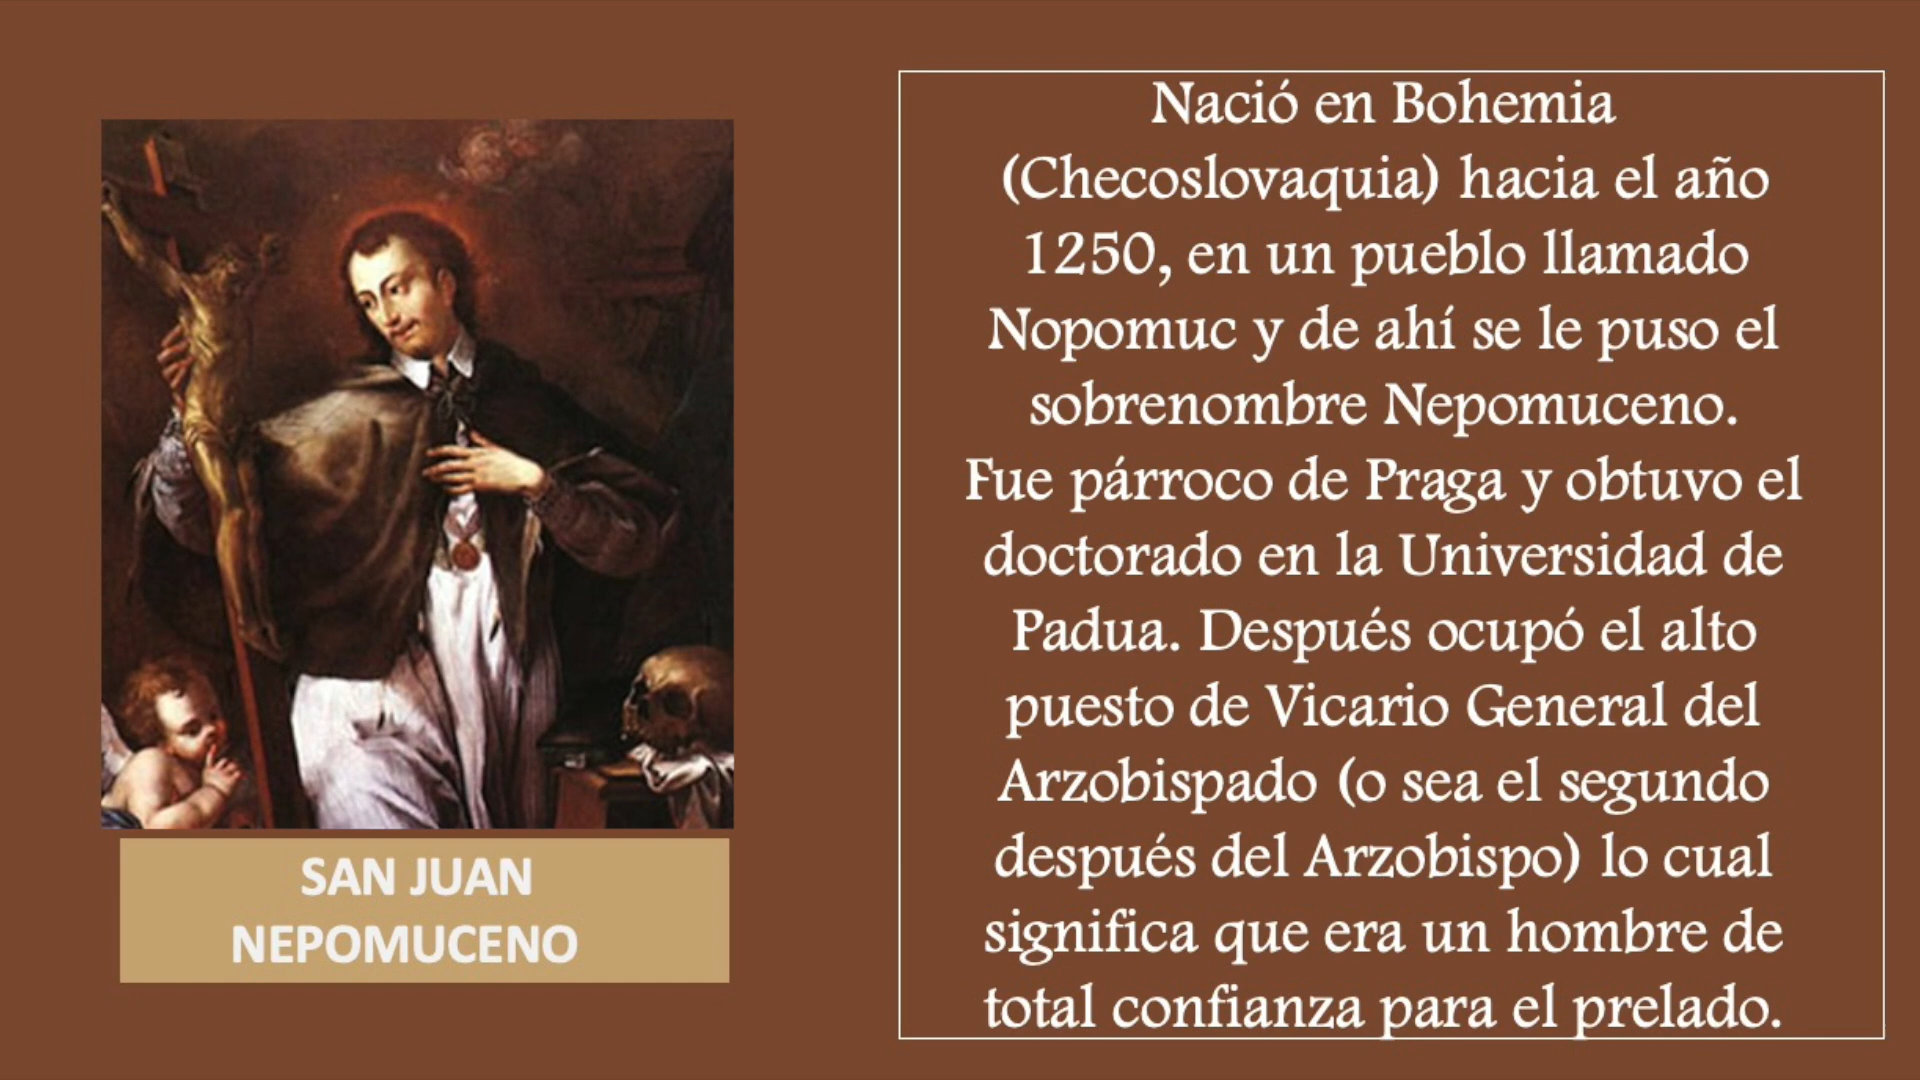 SAN JUAN
NEPOMUCENO
Nació en Bohemia
(Checoslovaquia) hacia el año
1250, en un pueblo llamado
Nopomuc y de ahí se le puso el
sobrenombre Nepomuceno.
Fue párroco de Praga y obtuvo el
doctorado en la Universidad de
Padua. Después ocupó el alto
puesto de Vicario General del
Arzobispado (o sea el segundo
después del Arzobispo) lo cual
significa que era un hombre de
total confianza para el prelado.